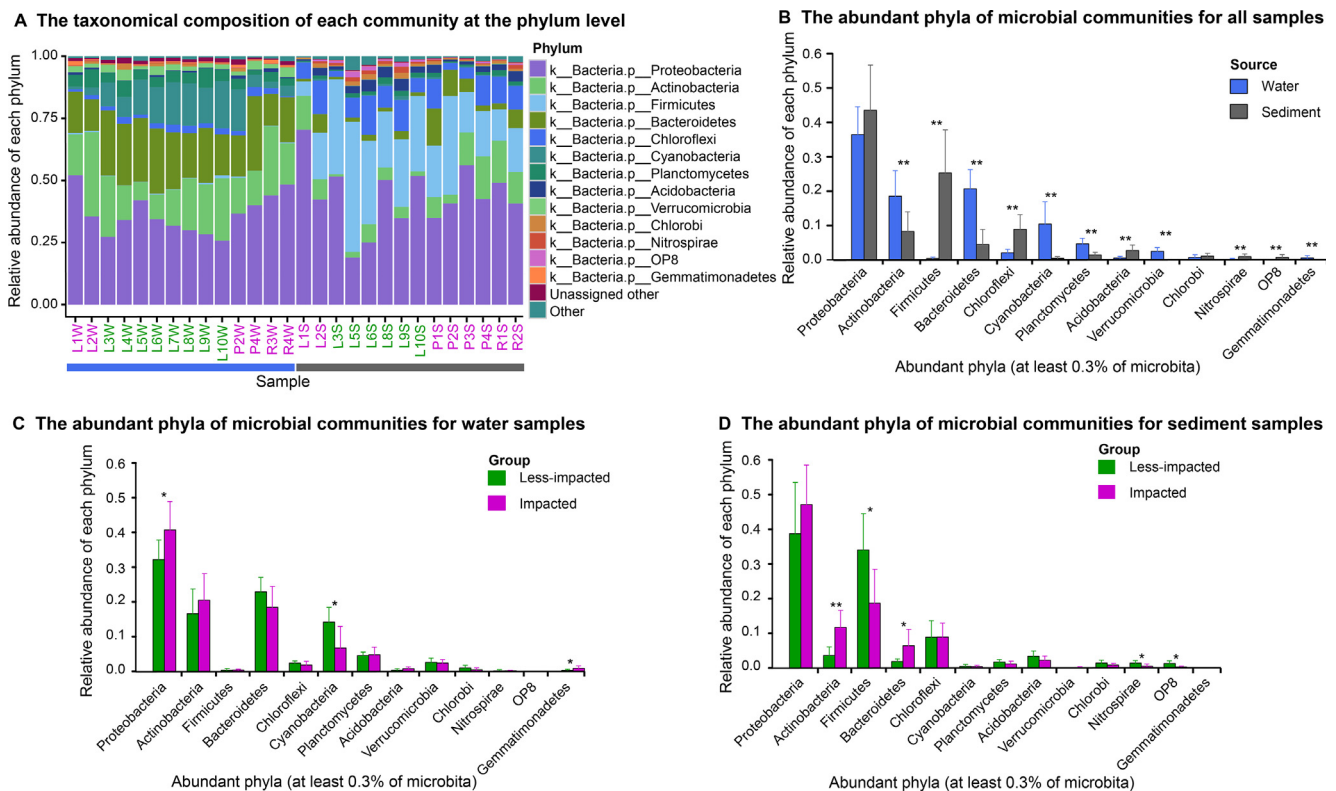 A The taxonomical composition of each community at the phylum level
Relative abundance of each phylum
1.00
0.75
0.50
0.25
0.00
L1W L2W L3W L4W L5W L6W L7W L8W L9W L10W P2W P4W R3W R4W L1S L2S L3S L5S L6S L8S L9S L10S P1S P2S P3S P4S R1S R2S
Sample
Phylum
k__Bacteria.p__Proteobacteria
k__Bacteria.p__Actinobacteria
k__Bacteria.p__Firmicutes
k__Bacteria.p__Bacteroidetes
k__Bacteria.p__Chloroflexi
k__Bacteria.p__Cyanobacteria
k__Bacteria.p__Planctomycetes
k__Bacteria.p__Acidobacteria
k__Bacteria.p__Verrucomicrobia
k__Bacteria.p__Chlorobi
k__Bacteria.p__Nitrospirae
k__Bacteria.p__OP8
k__Bacteria.p__Gemmatimonadetes
Unassigned other
Other
B The abundant phyla of microbial communities for all samples
Relative abundance of each phylum
0.6
0.5
0.4
0.3
0.2
0.1
0.0
Source
Water
Sediment
** ** ** ** ** ** ** ** ** ** **
Proteobacteria Actinobacteria Firmicutes Bacteroidetes Chloroflexi Cyanobacteria Planctomycetes Acidobacteria Verrucomicrobia Chlorobi Nitrospirae OP8 Gemmatimonadetes
Abundant phyla (at least 0.3% of microbita)
C The abundant phyla of microbial communities for water samples
Relative abundance of each phylum
0.6
0.5
0.4
0.3
0.2
0.1
0.0
Group
Less-impacted
Impacted
* * *
Proteobacteria Actinobacteria Firmicutes Bacteroidetes Chloroflexi Cyanobacteria Planctomycetes Acidobacteria Verrucomicrobia Chlorobi Nitrospirae OP8 Gemmatimonadetes
Abundant phyla (at least 0.3% of microbita)
D The abundant phyla of microbial communities for sediment samples
Relative abundance of each phylum
0.6
0.5
0.4
0.3
0.2
0.1
0.0
Group
Less-impacted
Impacted
** * * * *
Proteobacteria Actinobacteria Firmicutes Bacteroidetes Chloroflexi Cyanobacteria Planctomycetes Acidobacteria Verrucomicrobia Chlorobi Nitrospirae OP8 Gemmatimonadetes
Abundant phyla (at least 0.3% of microbita)